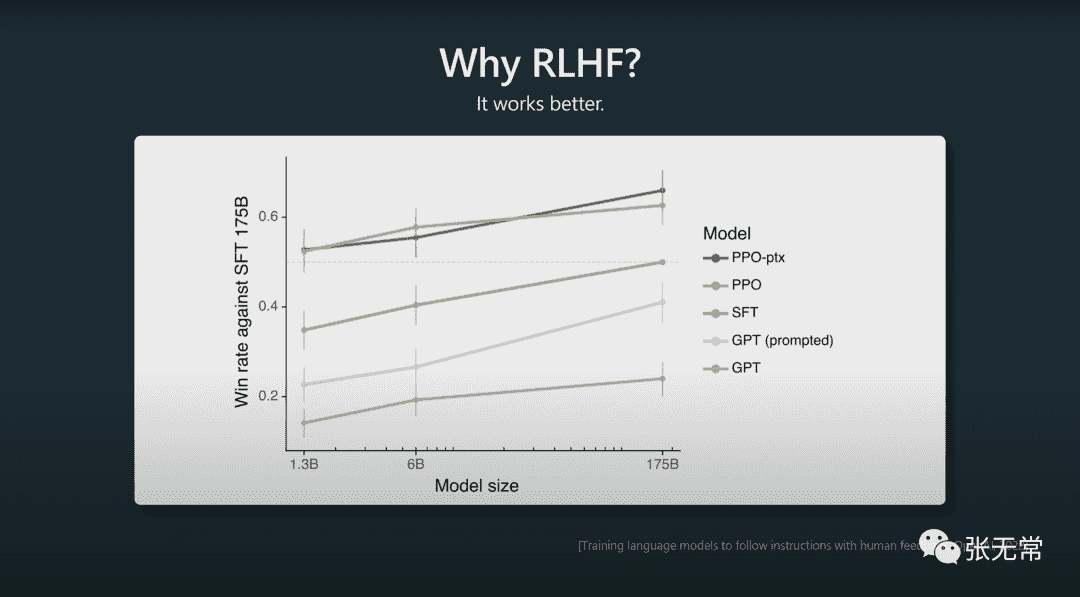 Why RLHF?
It works better.
Win rate against SFT 175B
0.6
0.4
0.2
1.3B 6B 175B
Model size
Model
PPO-ptx
PPO
SFT
GPT (prompted)
GPT
[Training language models to follow instructions with human
张无常